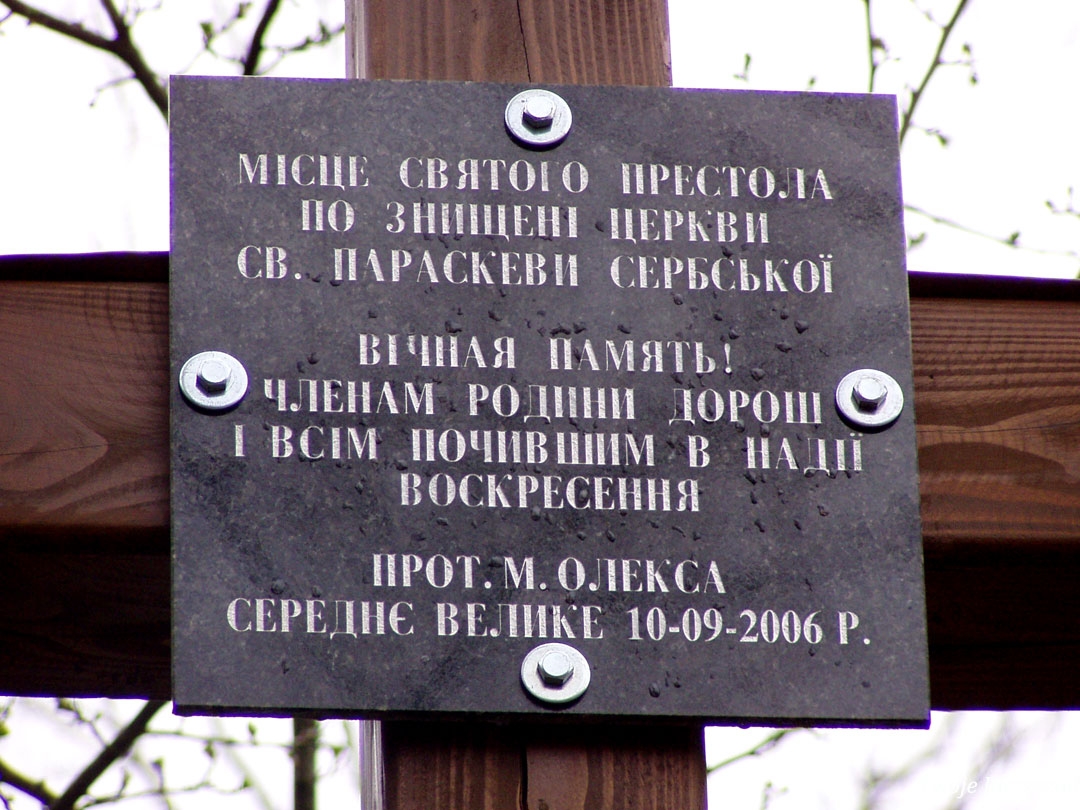 МІСЦЕ СВЯТОГО ПРЕСТОЛА
ПО ЗНИЩЕНІ ЦЕРКВИ
СВ. ПАРАСКЕВИ СЕРБСЬКОЇ
ВІЧНАЯ ПАМЯТЬ!
ЧЛЕНАМ РОДИНИ ДОРОШ
І ВСІМ ПОЧИВШИМ В НАДІЇ
ВОСКРЕСЕННЯ
ПРОТ. М. ОЛЕКСА
СЕРЕДНЄ ВЕЛИКЕ 10-09-2006 Р.